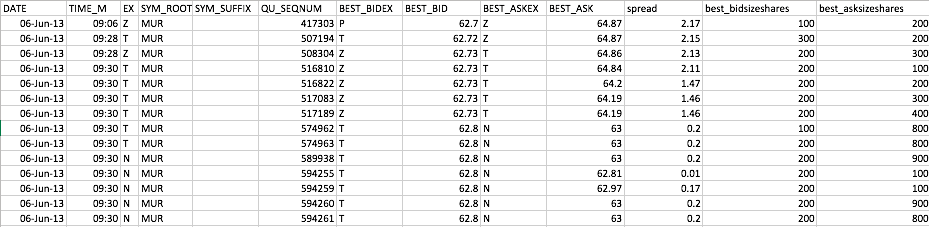 DATE TIME_M EX SYM_ROOT SYM_SUFFIX QU_SEQNUM BEST_BIDEX BEST_BID BEST_ASKEX BEST_ASK spread best_bidsizeshares best_asksizeshares
06-Jun-13 09:06 Z MUR 417303 P 62.7 Z 64.87 2.17 100 200
06-Jun-13 09:28 T MUR 507194 T 62.72 Z 64.87 2.15 300 200
06-Jun-13 09:28 Z MUR 508304 Z 62.73 T 64.86 2.13 200 300
06-Jun-13 09:30 T MUR 516810 Z 62.73 T 64.84 2.11 200 100
06-Jun-13 09:30 T MUR 516822 Z 62.73 T 64.2 1.47 200 200
06-Jun-13 09:30 T MUR 517083 Z 62.73 T 64.19 1.46 200 300
06-Jun-13 09:30 T MUR 517189 Z 62.73 T 64.19 1.46 200 400
06-Jun-13 09:30 T MUR 574962 T 62.8 N 63 0.2 100 800
06-Jun-13 09:30 T MUR 574963 T 62.8 N 63 0.2 200 800
06-Jun-13 09:30 N MUR 589938 T 62.8 N 63 0.2 200 900
06-Jun-13 09:30 N MUR 594255 T 62.8 N 62.81 0.01 200 100
06-Jun-13 09:30 N MUR 594259 T 62.8 N 62.97 0.17 200 100
06-Jun-13 09:30 N MUR 594260 T 62.8 N 63 0.2 200 900
06-Jun-13 09:30 N MUR 594261 T 62.8 N 63 0.2 200 800